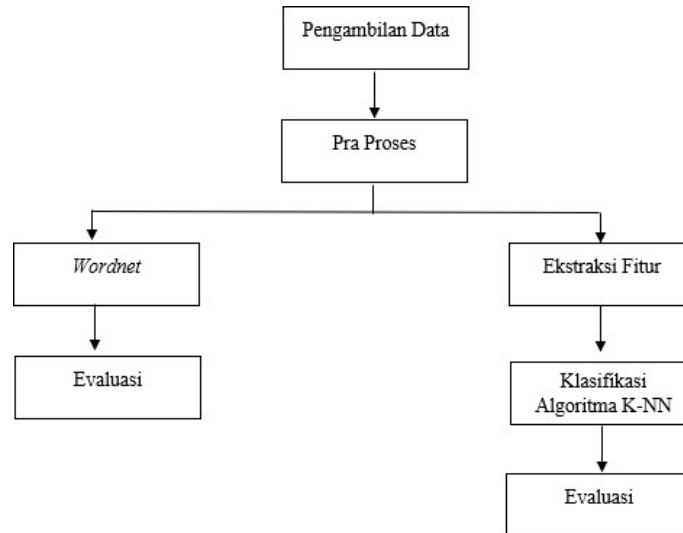 Pengambilan Data
Pra Proses
Wordnet
Ekstraksi Fitur
Evaluasi
Klasifikasi
Algoritma K-NN
Evaluasi